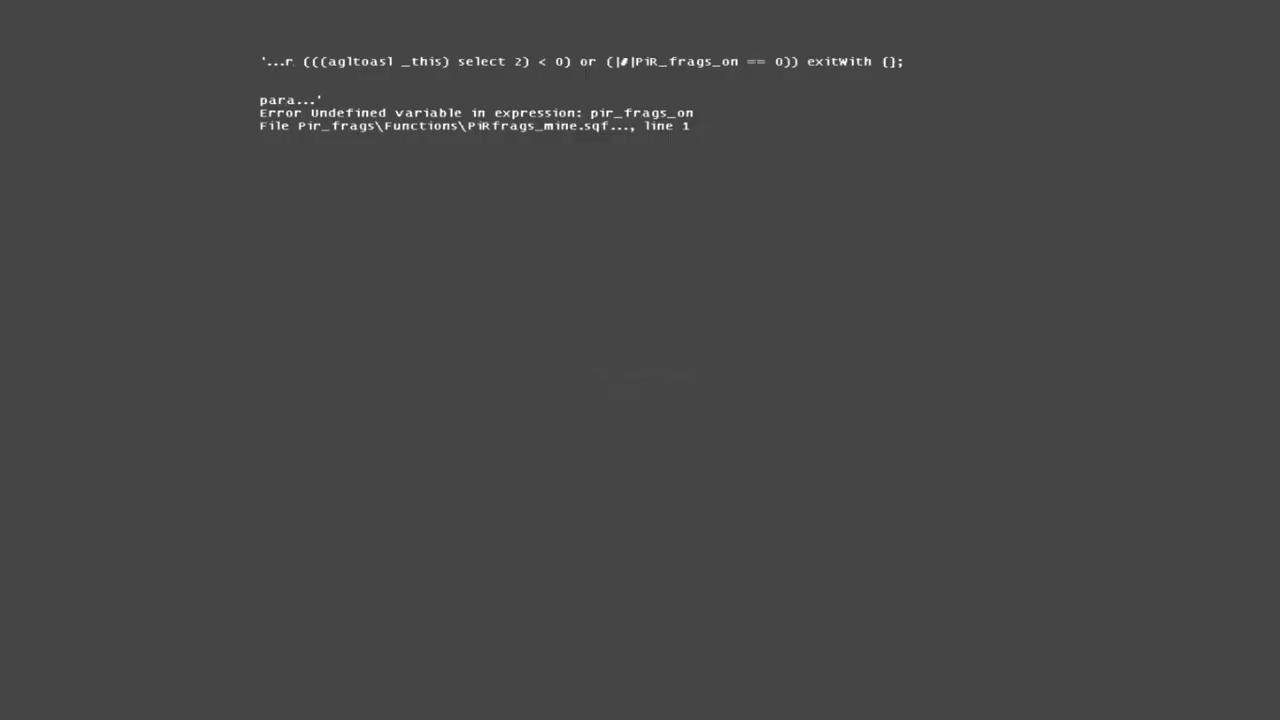 '...r (((agltoasl _this) select 2) < 0) or (|#|PiR_frags_on == 0)) exitWith {};
para...'
Error Undefined variable in expression: pir_frags_on
File Pir_frags\Functions\PiRfrags_mine.sqf..., line 1